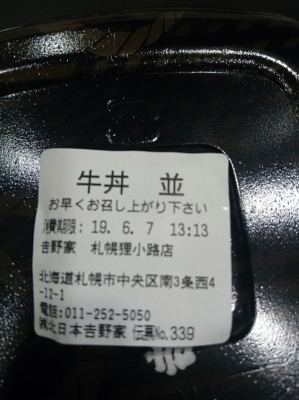 牛丼 並
お早くお召し上がり下さい
消費期限: 19. 6. 7 13:13
吉野家 札幌狸小路店
北海道札幌市中央区南3条西4
-12-1
電話:011-252-5050
㈱北日本吉野家 伝票No.339